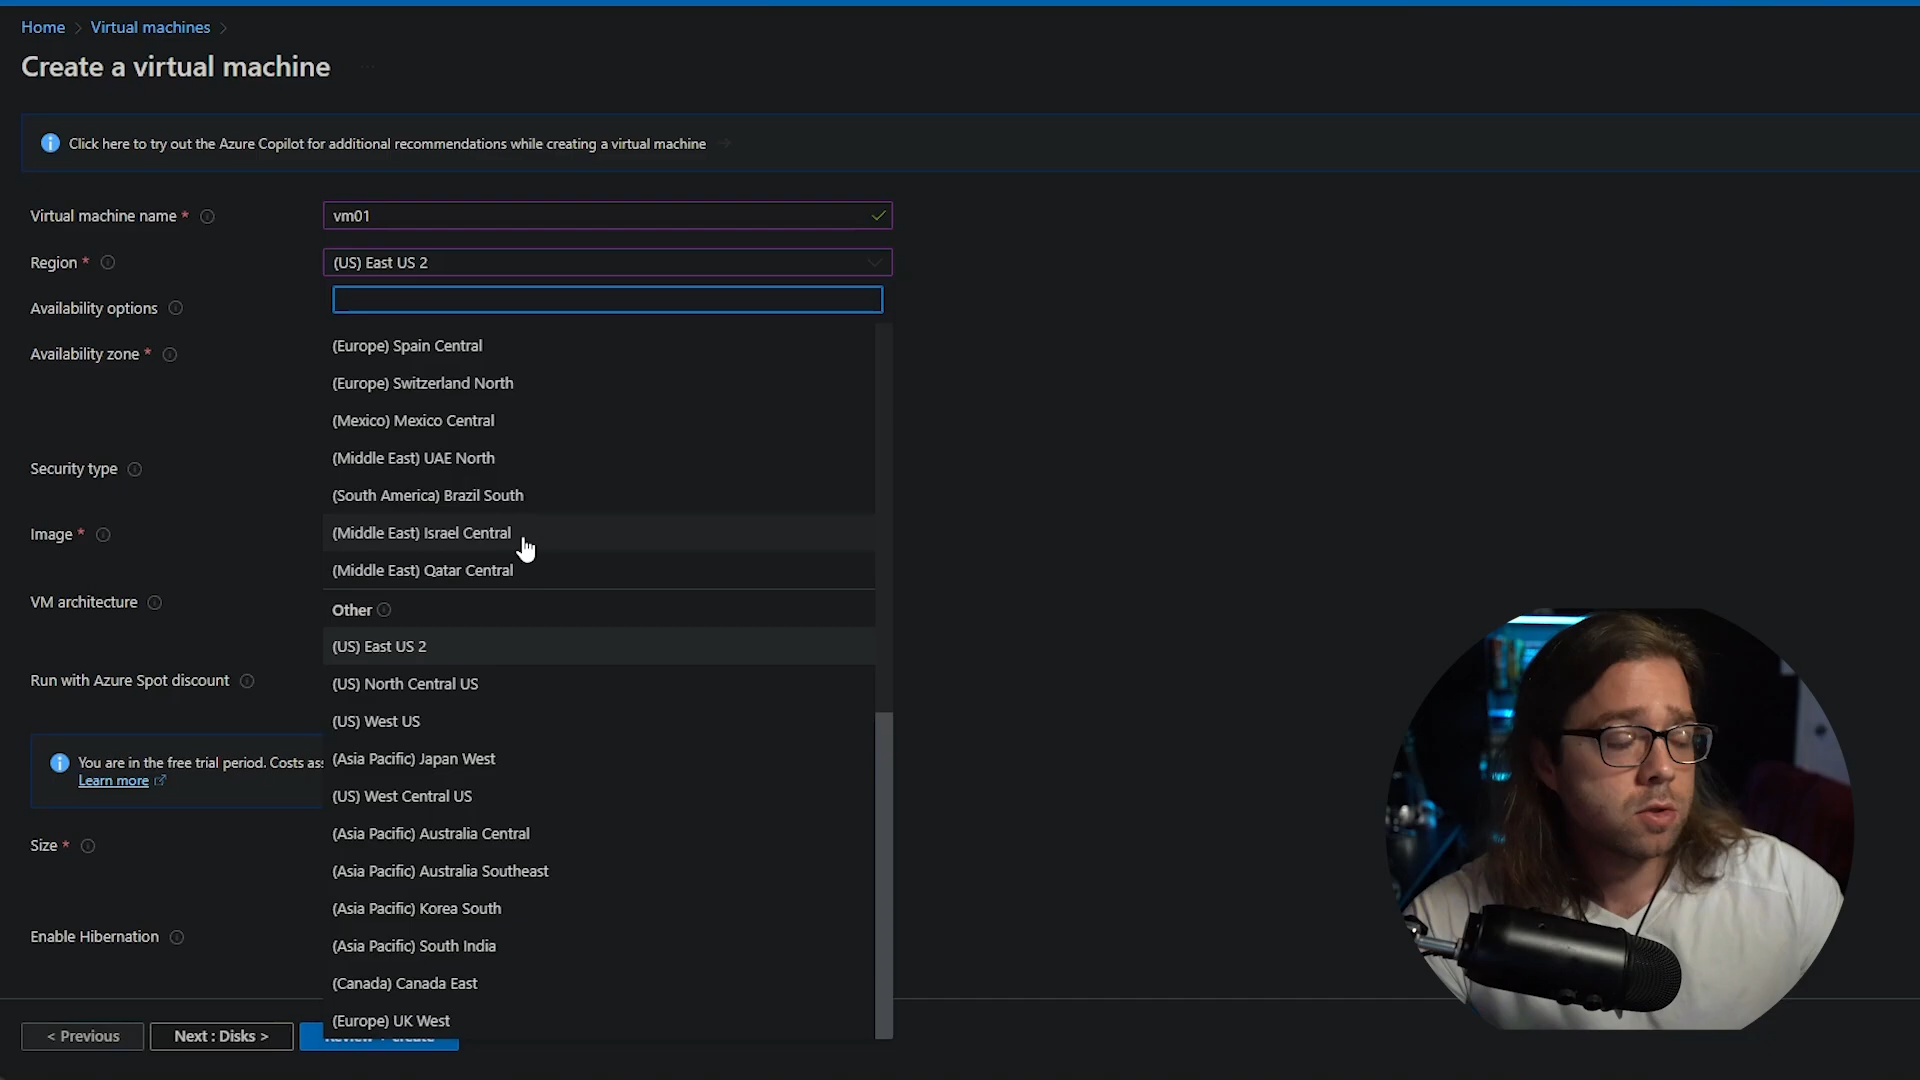 Home > Virtual machines >
Create a virtual machine ...
Click here to try out the Azure Copilot for additional recommendations while creating a virtual machine →
Virtual machine name *
vm01
Region *
(US) East US 2
Availability options
Availability zone *
(Europe) Spain Central
(Europe) Switzerland North
(Mexico) Mexico Central
(Middle East) UAE North
Security type
(South America) Brazil South
Image *
(Middle East) Israel Central
(Middle East) Qatar Central
VM architecture
Other
(US) East US 2
Run with Azure Spot discount
(US) North Central US
(US) West US
You are in the free trial period. Costs ass
Learn more
(Asia Pacific) Japan West
(US) West Central US
Size *
(Asia Pacific) Australia Central
(Asia Pacific) Australia Southeast
(Asia Pacific) Korea South
Enable Hibernation
(Asia Pacific) South India
(Canada) Canada East
(Europe) UK West
< Previous
Next : Disks >
Review + create